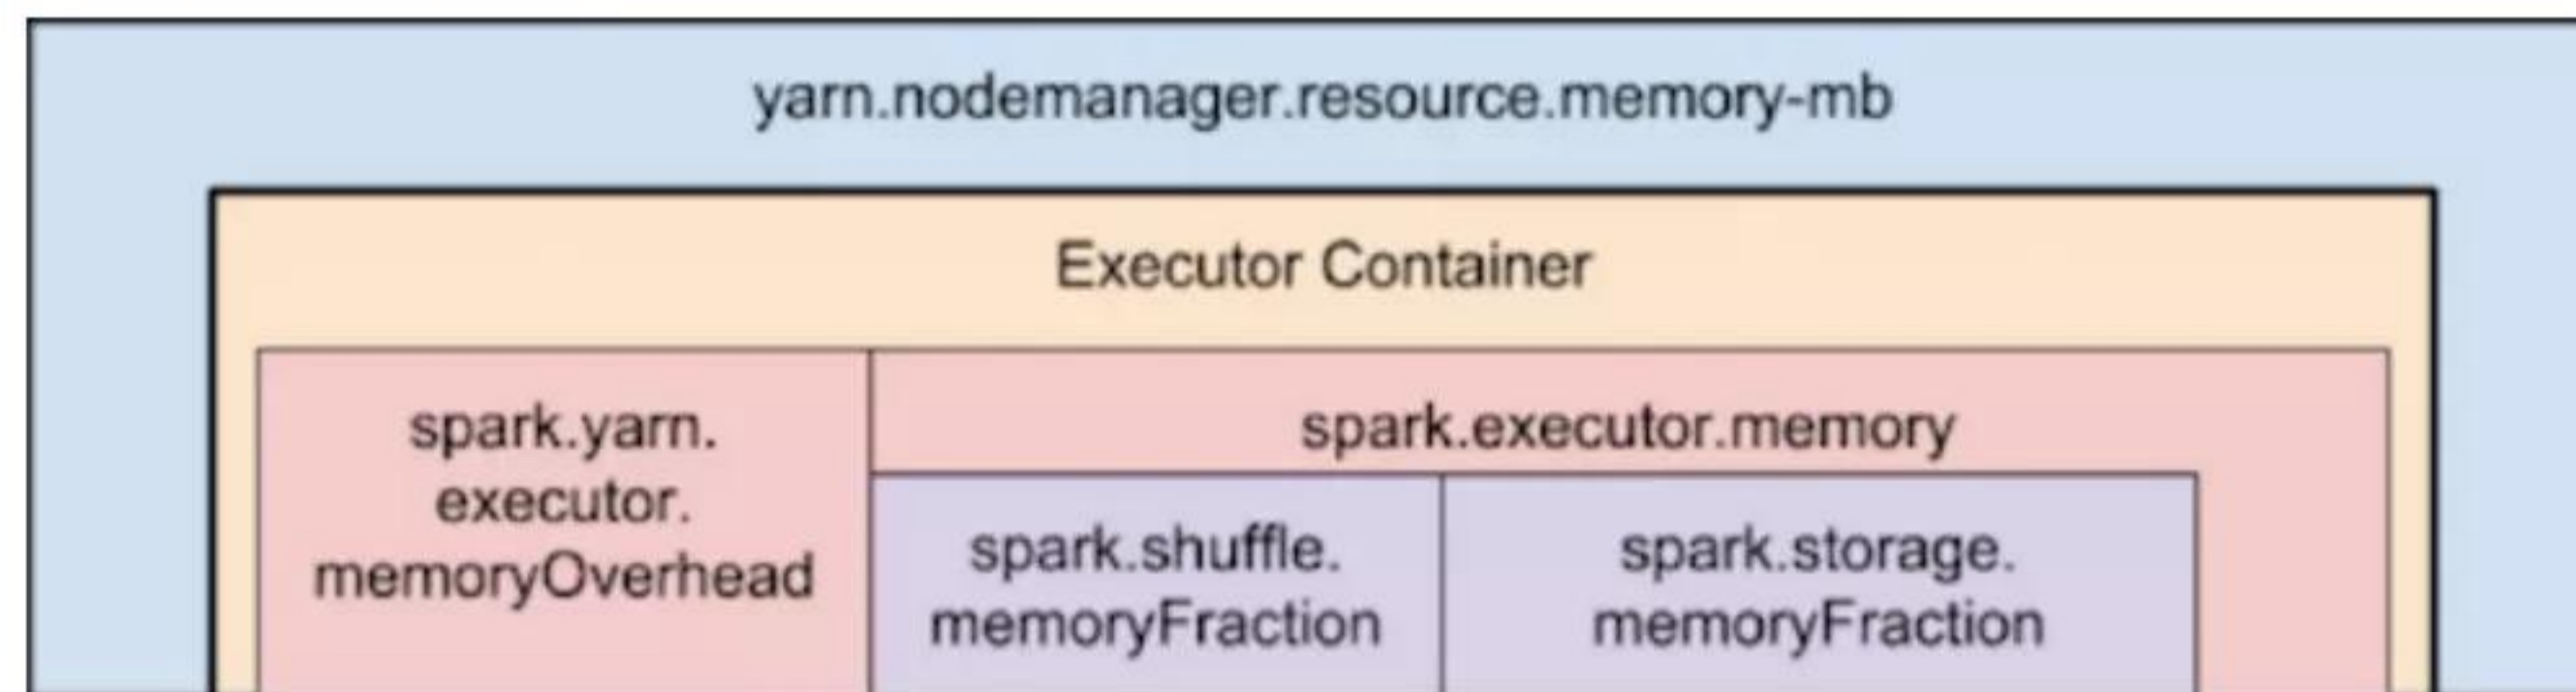 yarn.nodemanager.resource.memory-mb
Executor Container
spark.yarn.
executor.
memoryOverhead
spark.executor.memory
spark.shuffle.
memoryFraction
spark.storage.
memoryFraction